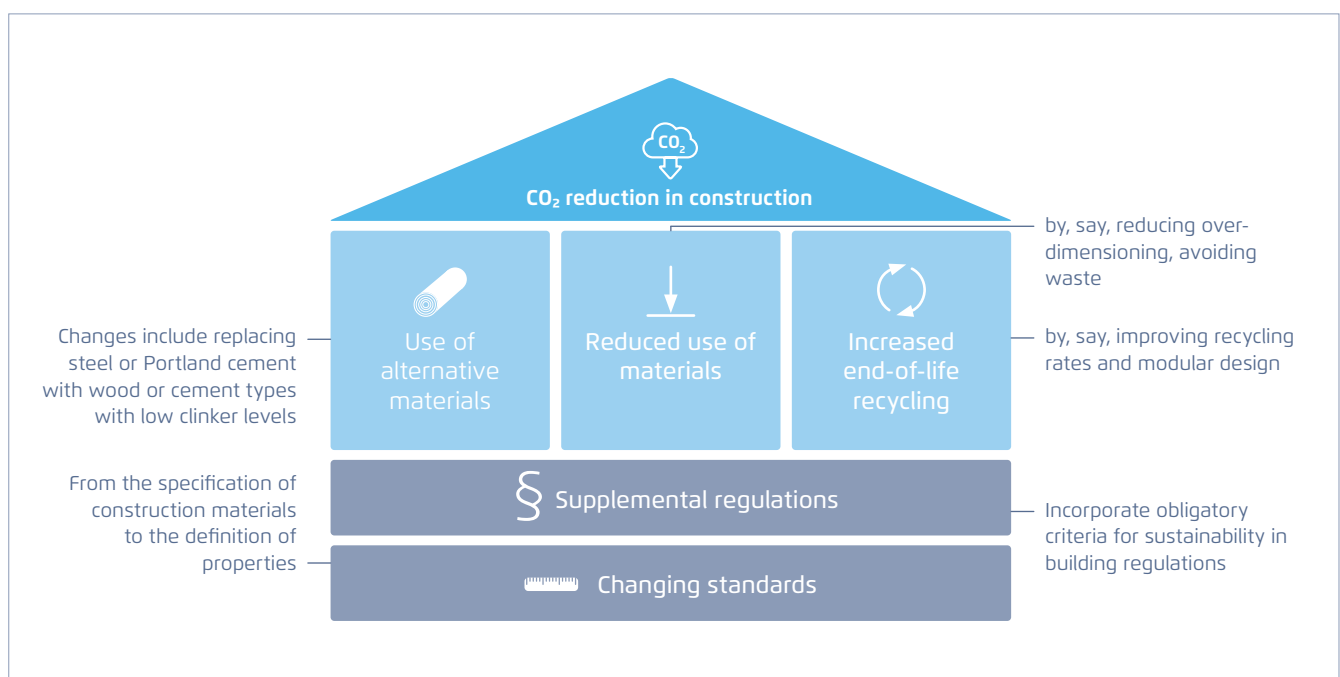 CO₂
CO₂ reduction in construction
by, say, reducing over-
dimensioning, avoiding
waste
Changes include replacing
steel or Portland cement
with wood or cement types
with low clinker levels
Use of
alternative
materials
Reduced use of
materials
Increased
end-of-life
recycling
by, say, improving recycling
rates and modular design
From the specification of
construction materials
to the definition of
properties
§ Supplemental regulations
Incorporate obligatory
criteria for sustainability in
building regulations
Changing standards